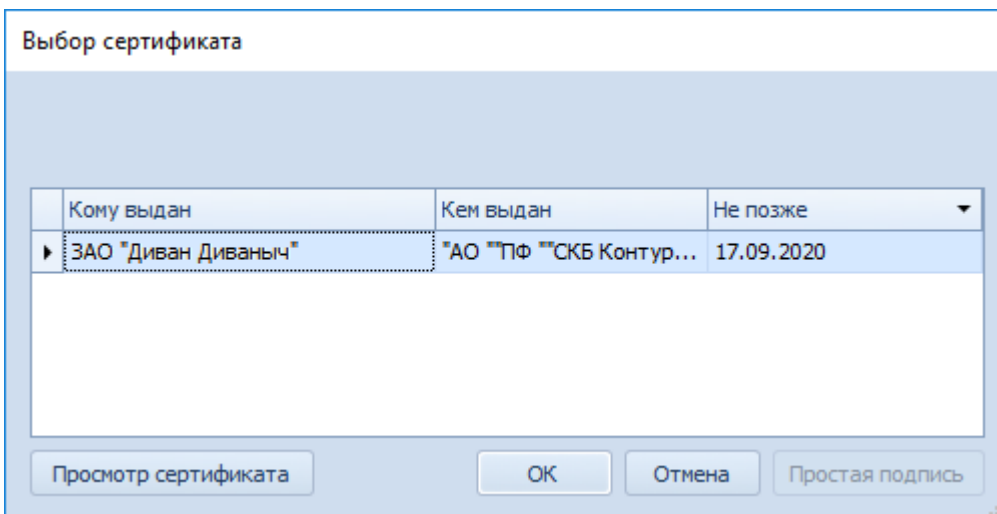 Выбор сертификата
Кому выдан Кем выдан Не позже
ЗАО "Диван Диваныч" "АО ""ПФ ""СКБ Контур... 17.09.2020
Просмотр сертификата ОК Отмена Простая подпись